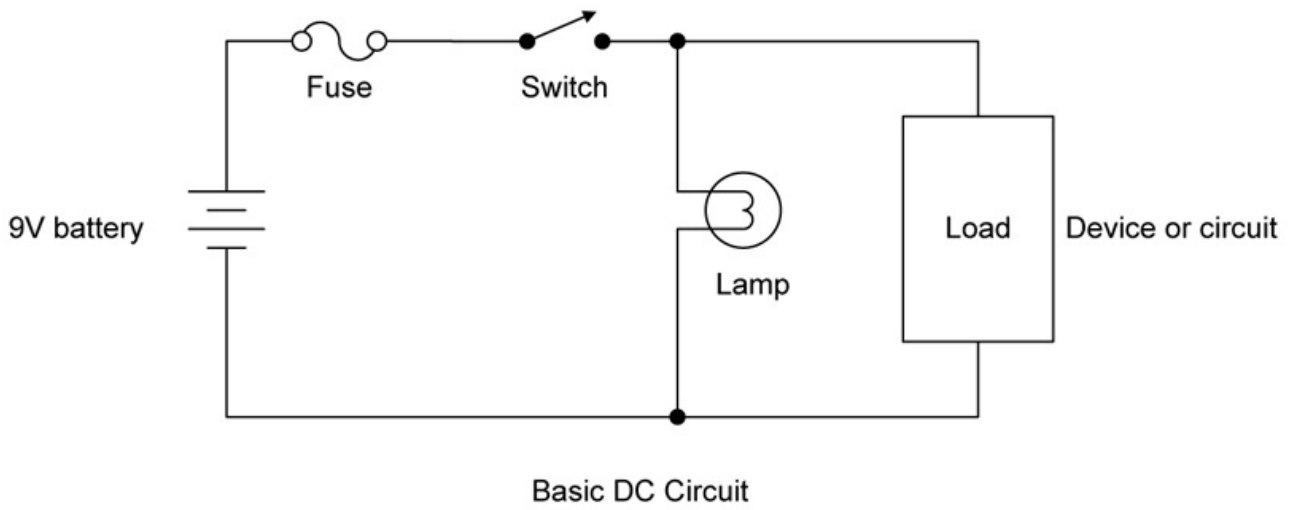 Fuse
Switch
9V battery
Load
Device or circuit
Lamp
Basic DC Circuit